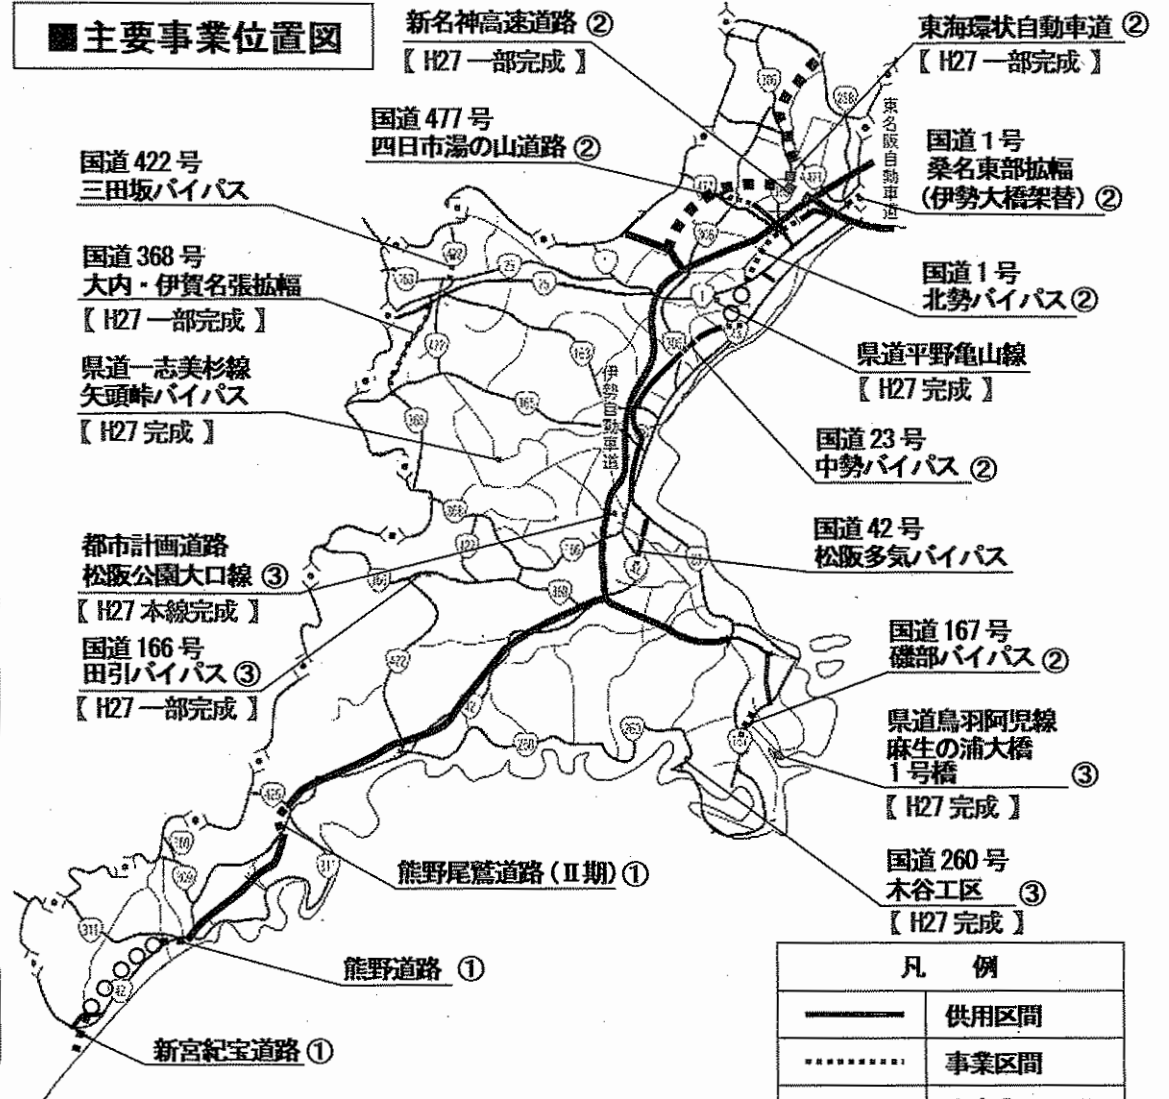 ■主要事業位置図
新名神高速道路②
【 H27 一部完成 】
東海環状自動車道②
【 H27 一部完成 】
国道 477 号
四日市湯の山道路②
東名阪自動車道
国道 1 号
桑名東部拡幅
(伊勢大橋架替) ②
国道 422 号
三田坂バイパス
国道 368 号
大内・伊賀名張拡幅
【 H27 一部完成 】
国道 1 号
北勢バイパス②
県道平野亀山線
【 H27 完成 】
県道一志美杉線
矢頭峠バイパス
【 H27 完成 】
伊勢自動車道
国道 23 号
中勢バイパス ②
都市計画道路
松阪公園大口線 ③
【 H27 本線完成 】
国道 42 号
松阪多気バイパス
国道 166 号
田引バイパス③
【 H27 一部完成 】
国道 167 号
磯部バイパス②
県道鳥羽阿児線
麻生の浦大橋
1 号橋 ③
【 H27 完成 】
国道 260 号
木谷工区 ③
【 H27 完成 】
熊野尾鷲道路 (Ⅱ期) ①
熊野道路 ①
新宮紀宝道路①
凡 例
供用区間
事業区間